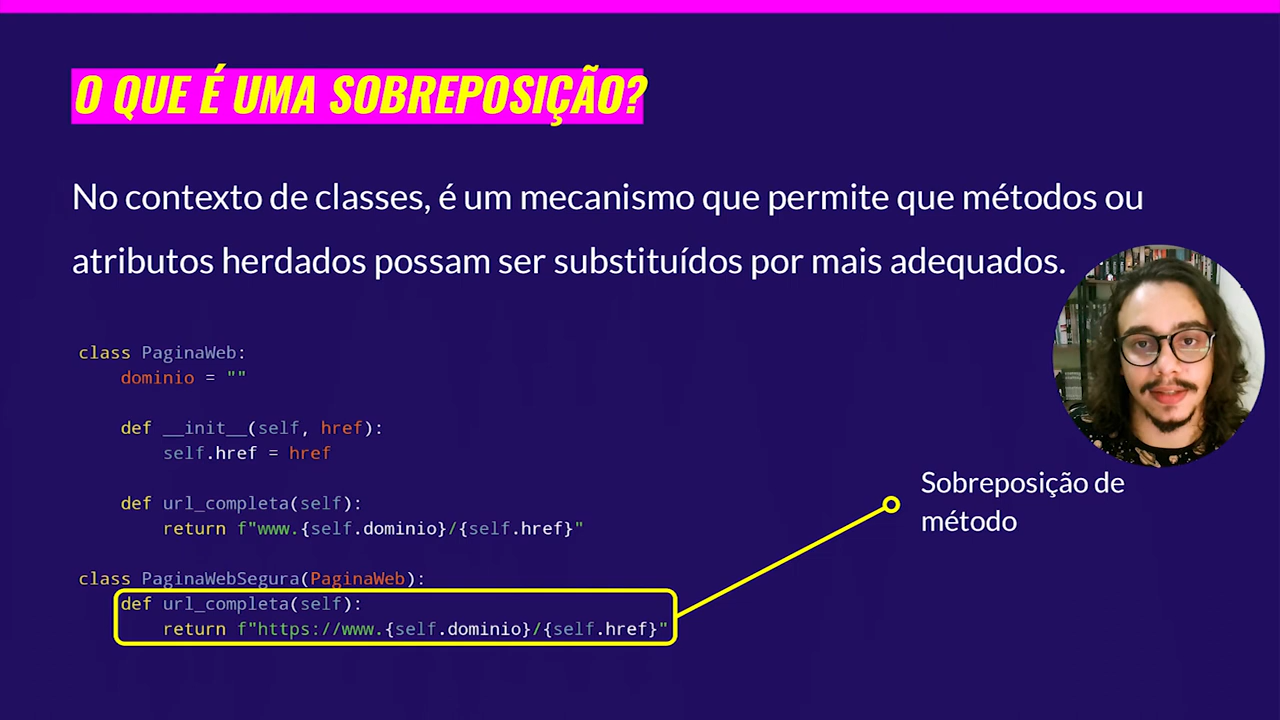 O QUE É UMA SOBREPOSIÇÃO?
No contexto de classes, é um mecanismo que permite que métodos ou
atributos herdados possam ser substituídos por mais adequados.
class PaginaWeb:
    dominio = ""
    def __init__(self, href):
        self.href = href
    def url_completa(self):
        return f"www.{self.dominio}/{self.href}"
class PaginaWebSegura(PaginaWeb):
    def url_completa(self):
        return f"https://www.{self.dominio}/{self.href}"
Sobreposição de
método